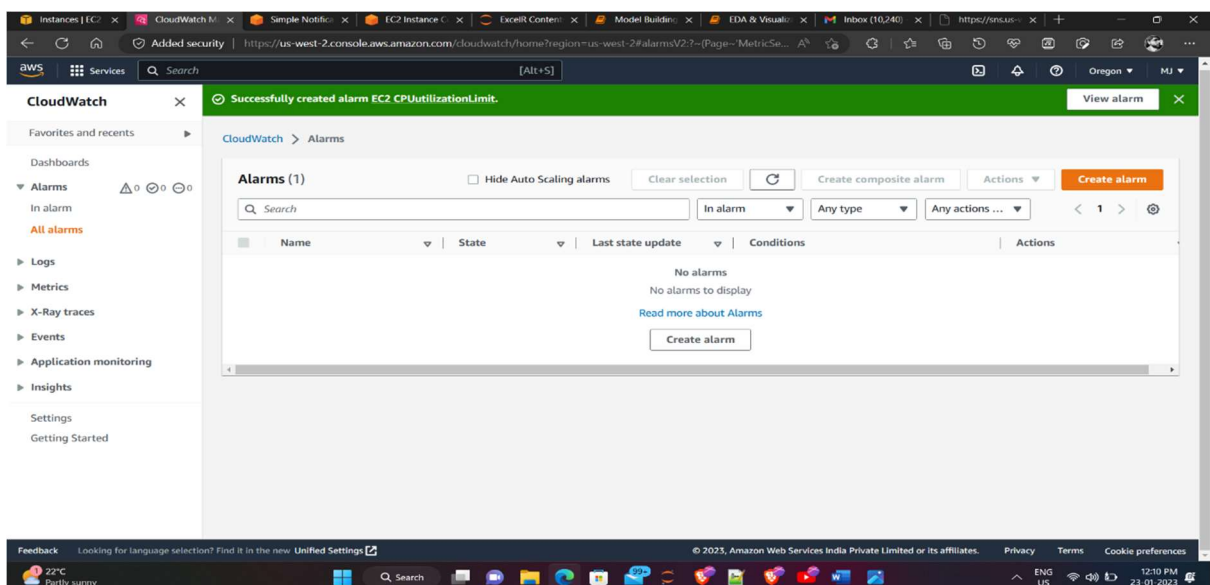 Instances | EC2
CloudWatch M
Simple Notific
EC2 Instance C
ExcelR Content
Model Building
EDA & Visualiz
Inbox (10,240)
https://sns.us-w
Added security
https://us-west-2.console.aws.amazon.com/cloudwatch/home?region=us-west-2#alarmsV2:?~(Page~'MetricSe...
aws
Services
Search
[Alt+S]
Oregon
MJ
CloudWatch
Successfully created alarm EC2 CPUutilizationLimit.
View alarm
Favorites and recents
CloudWatch > Alarms
Dashboards
Alarms
0 0 0
In alarm
All alarms
Logs
Metrics
X-Ray traces
Events
Application monitoring
Insights
Settings
Getting Started
Alarms (1)
Hide Auto Scaling alarms
Clear selection
Create composite alarm
Actions
Create alarm
Search
In alarm
Any type
Any actions ...
1
Name
State
Last state update
Conditions
Actions
No alarms
No alarms to display
Read more about Alarms
Create alarm
Feedback
Looking for language selection? Find it in the new Unified Settings
© 2023, Amazon Web Services India Private Limited or its affiliates.
Privacy
Terms
Cookie preferences
1
22°C
Partly sunny
Search
99+
ENG
US
12:10 PM
23-01-2023